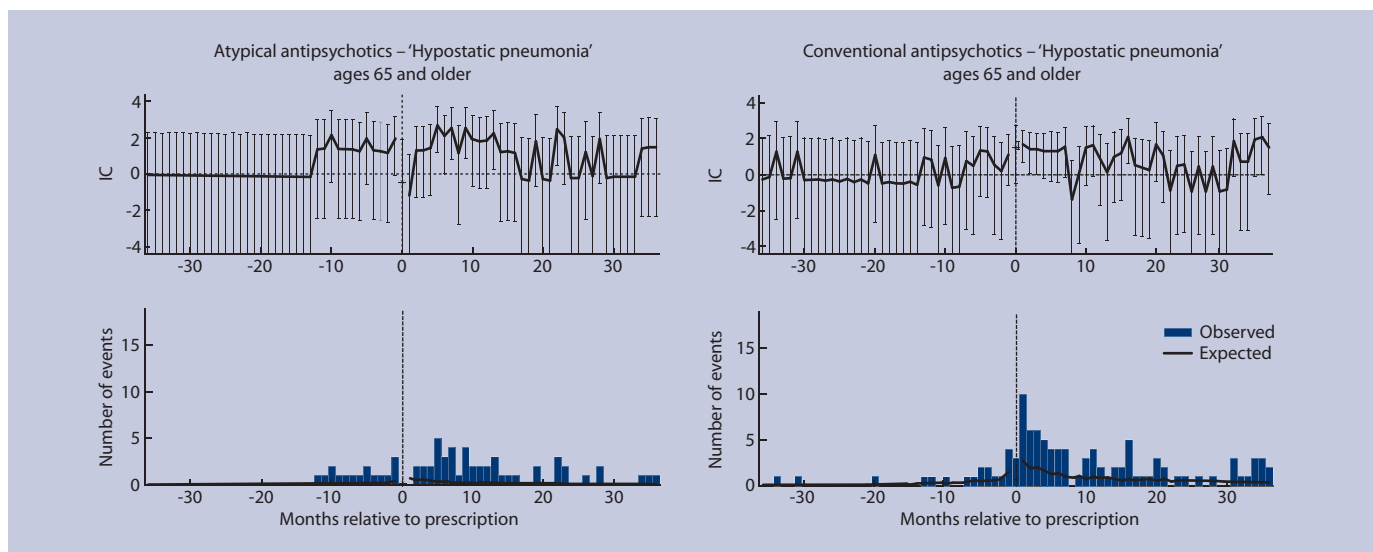 Atypical antipsychotics – ‘Hypostatic pneumonia’
ages 65 and older
4
2
0
-2
-4
IC
-30 -20 -10 0 10 20 30
Conventional antipsychotics – ‘Hypostatic pneumonia’
ages 65 and older
4
2
0
-2
-4
IC
-30 -20 -10 0 10 20 30
15
10
5
0
Number of events
-30 -20 -10 0 10 20 30
Months relative to prescription
15
10
5
0
Number of events
Observed
Expected
-30 -20 -10 0 10 20 30
Months relative to prescription